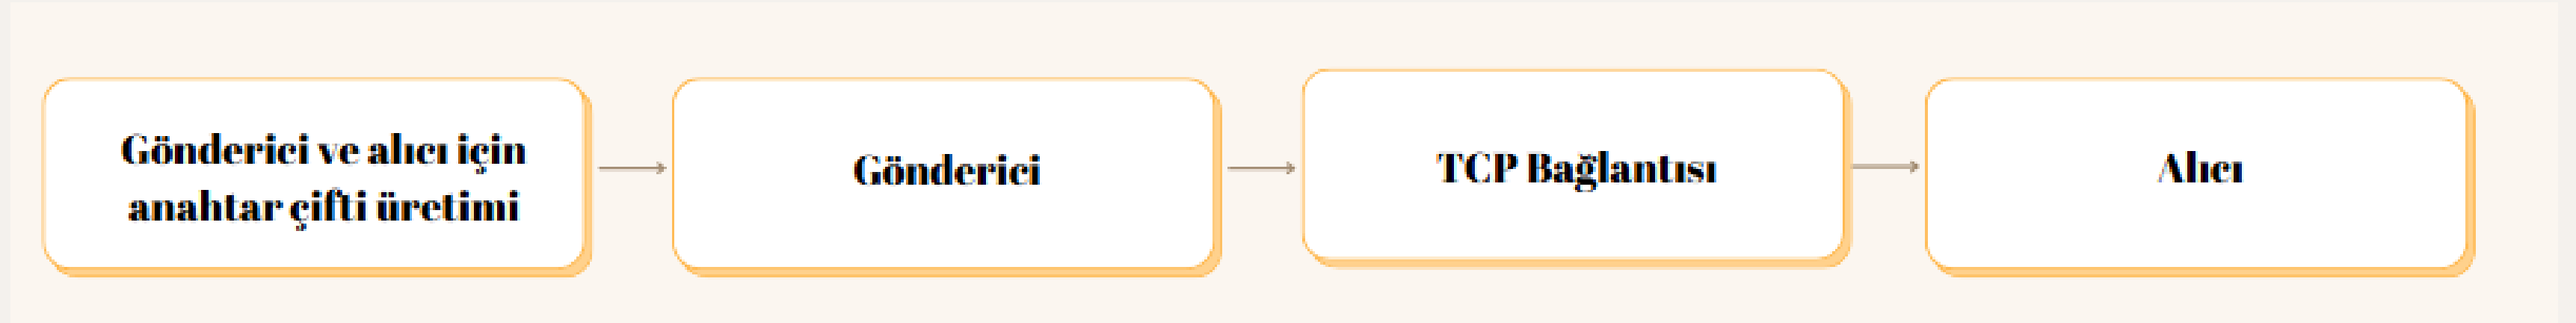 Gönderici ve alıcı için
anahtar çifti üretimi
Gönderici
TCP Bağlantısı
Alıcı